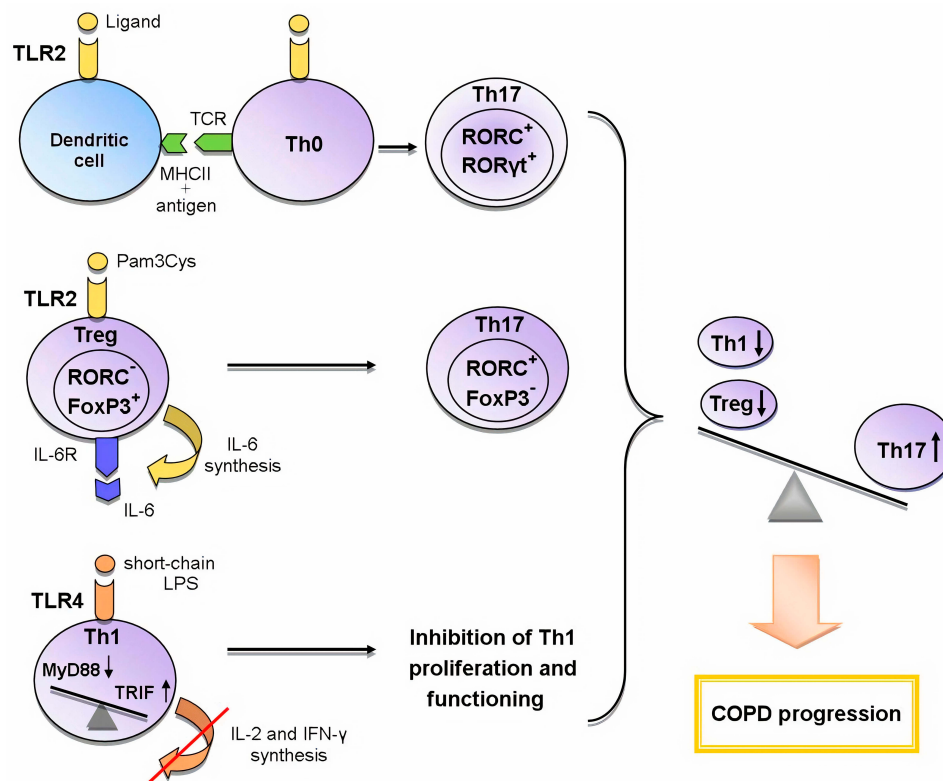 Ligand
TLR2
TCR
Dendritic
cell
MHCII
+
antigen
Th0
Th17
RORC⁺
RORγt⁺
Pam3Cys
TLR2
Treg
RORC⁻
FoxP3⁺
IL-6R
IL-6
IL-6
synthesis
Th17
RORC⁺
FoxP3⁻
short-chain
LPS
TLR4
Th1
MyD88 ↓
TRIF ↑
IL-2 and IFN-γ
synthesis
Inhibition of Th1
proliferation and
functioning
Th1 ↓
Treg ↓
Th17 ↑
COPD progression